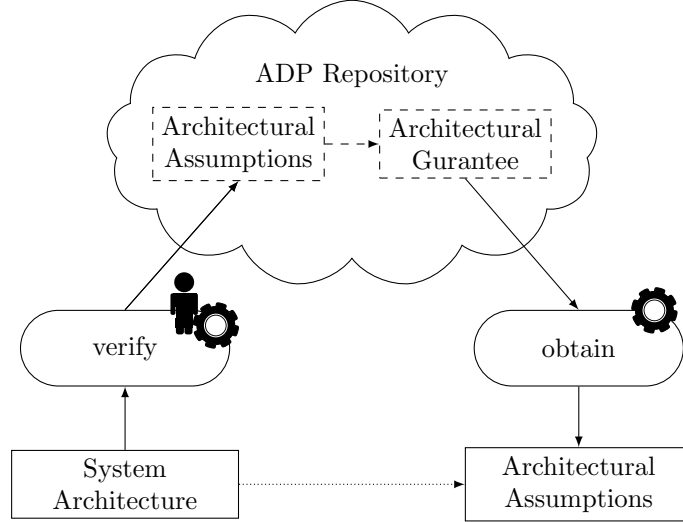 ADP Repository
Architectural
Assumptions
Architectural
Gurantee
verify
obtain
System
Architecture
Architectural
Assumptions